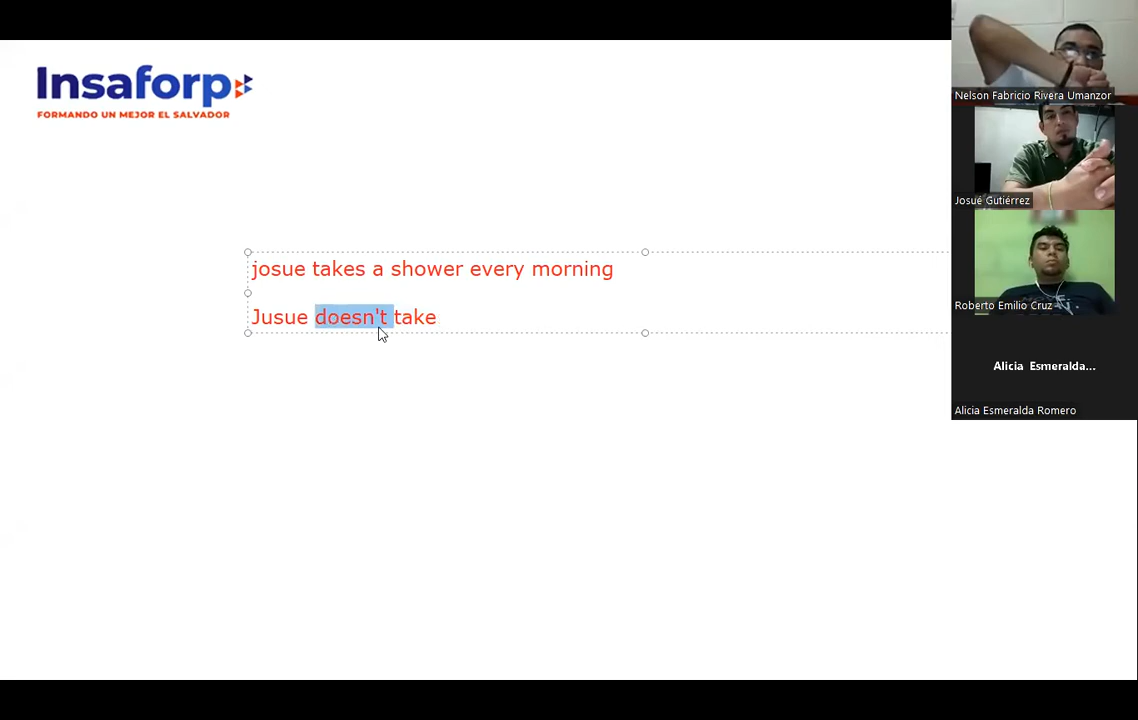 Insaforp
FORMANDO UN MEJOR EL SALVADOR
josue takes a shower every morning
Jusue doesn't take
Nelson Fabricio Rivera Umanzor
Josué Gutiérrez
Roberto Emilio Cruz
Alicia Esmeralda...
Alicia Esmeralda Romero